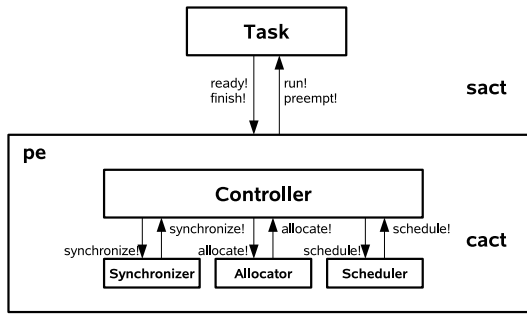 Task
ready!
finish!
run!
preempt!
sact
pe
Controller
synchronize!
synchronize!
allocate!
allocate!
schedule!
schedule!
cact
Synchronizer
Allocator
Scheduler